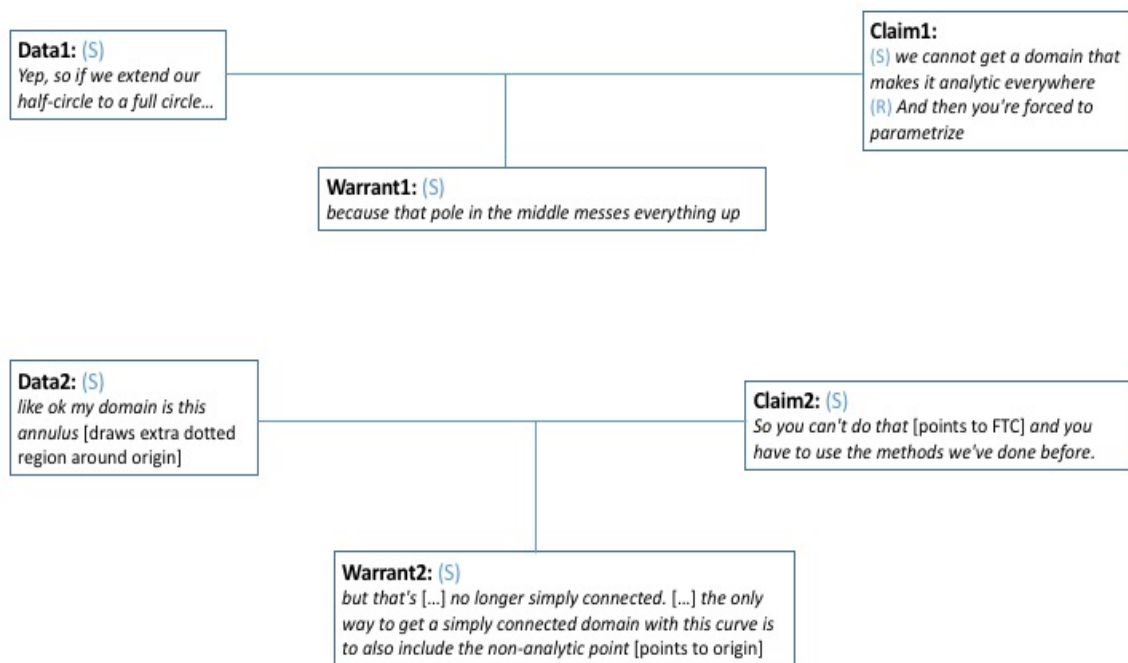 Data1: (S)
Yep, so if we extend our
half-circle to a full circle…
Claim1:
(S) we cannot get a domain that
makes it analytic everywhere
(R) And then you're forced to
parametrize
Warrant1: (S)
because that pole in the middle messes everything up
Data2: (S)
like ok my domain is this
annulus [draws extra dotted
region around origin]
Claim2: (S)
So you can't do that [points to FTC] and you
have to use the methods we've done before.
Warrant2: (S)
but that's […] no longer simply connected. […] the only
way to get a simply connected domain with this curve is
to also include the non-analytic point [points to origin]